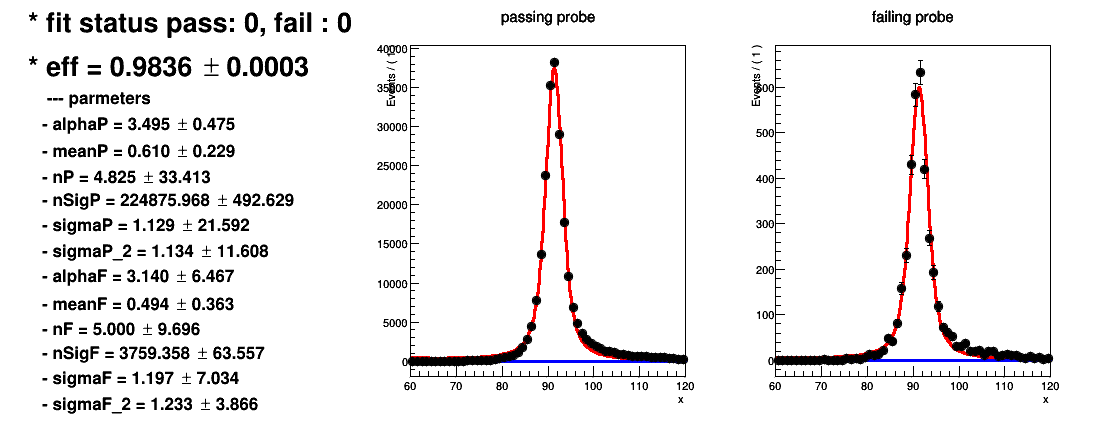 * fit status pass: 0, fail : 0
* eff = 0.9836 ± 0.0003
--- parmeters
- alphaP = 3.495 ± 0.475
- meanP = 0.610 ± 0.229
- nP = 4.825 ± 33.413
- nSigP = 224875.968 ± 492.629
- sigmaP = 1.129 ± 21.592
- sigmaP_2 = 1.134 ± 11.608
- alphaF = 3.140 ± 6.467
- meanF = 0.494 ± 0.363
- nF = 5.000 ± 9.696
- nSigF = 3759.358 ± 63.557
- sigmaF = 1.197 ± 7.034
- sigmaF_2 = 1.233 ± 3.866
passing probe
Events / ( 1 )
40000
35000
30000
25000
20000
15000
10000
5000
0
60 70 80 90 100 110 120
x
failing probe
Events / ( 1 )
600
500
400
300
200
100
0
60 70 80 90 100 110 120
x